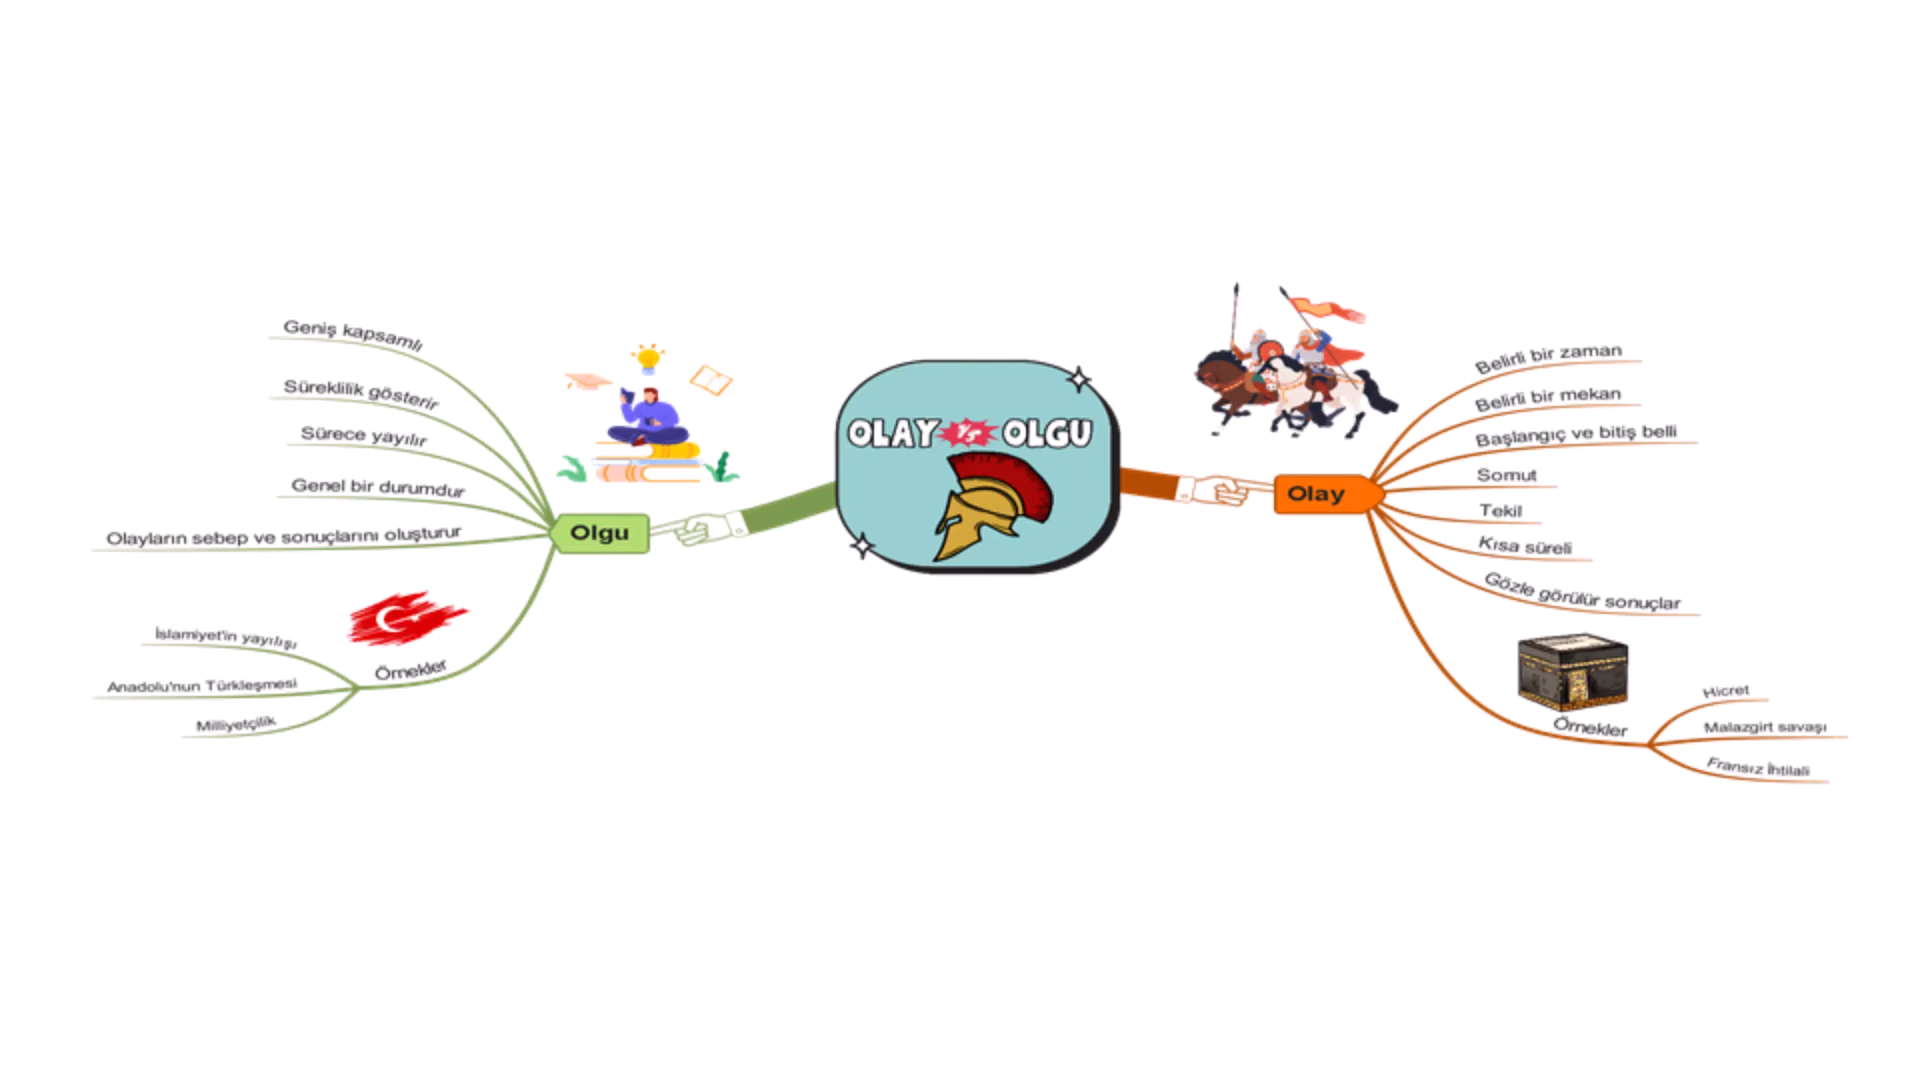 OLAY VS OLGU
Olgu
Geniş kapsamlı
Süreklilik gösterir
Sürece yayılır
Genel bir durumdur
Olayların sebep ve sonuçlarını oluşturur
Örnekler
İslamiyet'in yayılışı
Anadolu'nun Türkleşmesi
Milliyetçilik
Olay
Belirli bir zaman
Belirli bir mekan
Başlangıç ve bitiş belli
Somut
Tekil
Kısa süreli
Gözle görülür sonuçlar
Örnekler
Hicret
Malazgirt savaşı
Fransız İhtilali